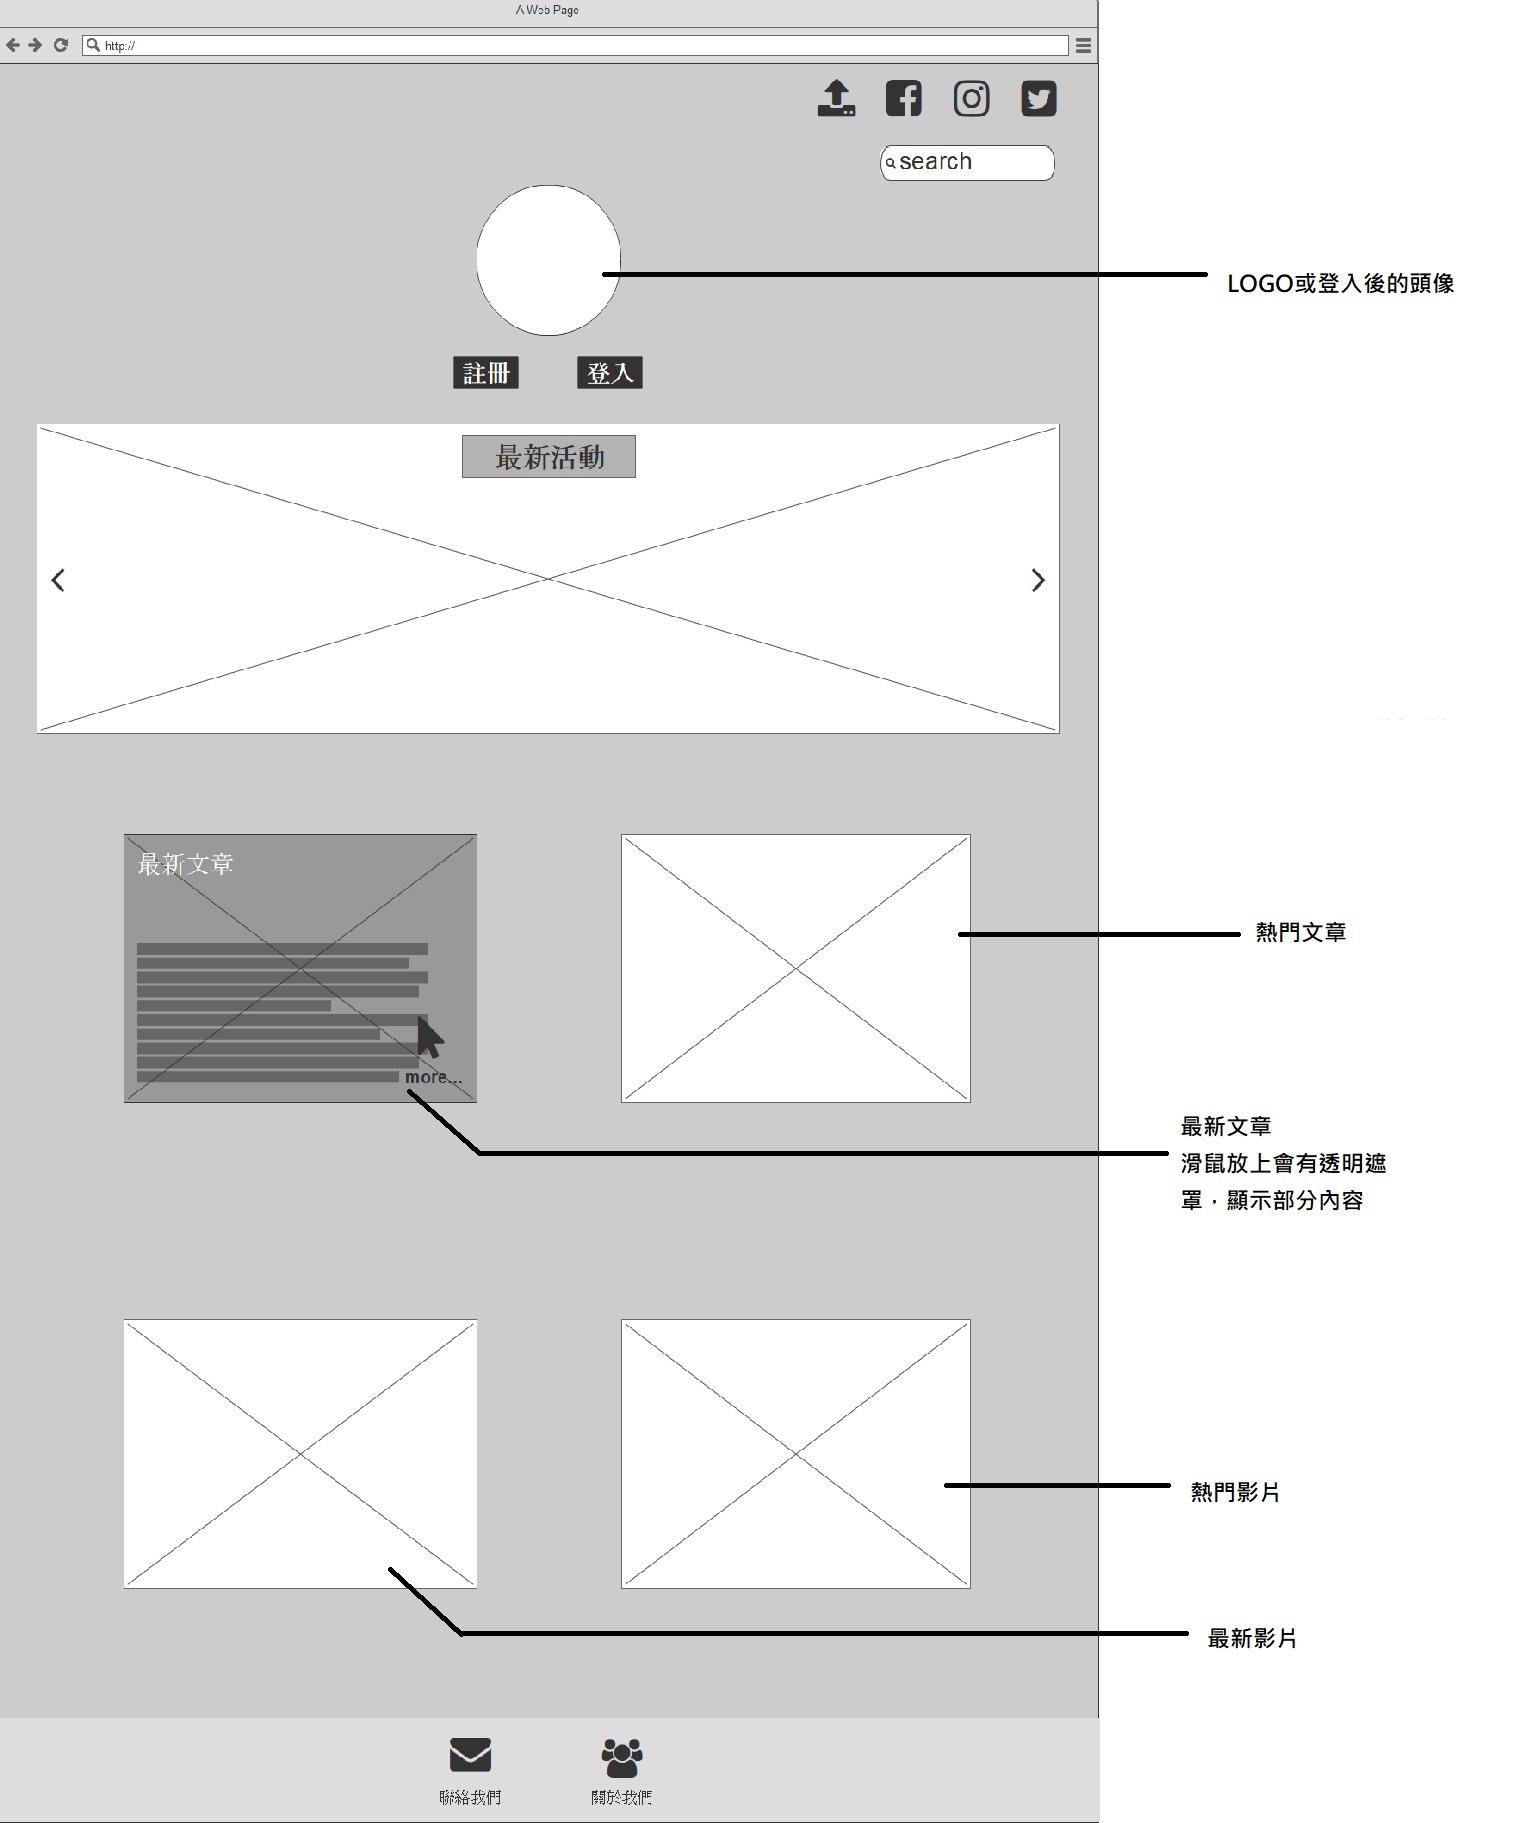 A Web Page
http://
search
LOGO或登入後的頭像
註冊
登入
最新活動
最新文章
more...
熱門文章
最新文章
滑鼠放上會有透明遮
罩，顯示部分內容
熱門影片
最新影片
聯絡我們
關於我們